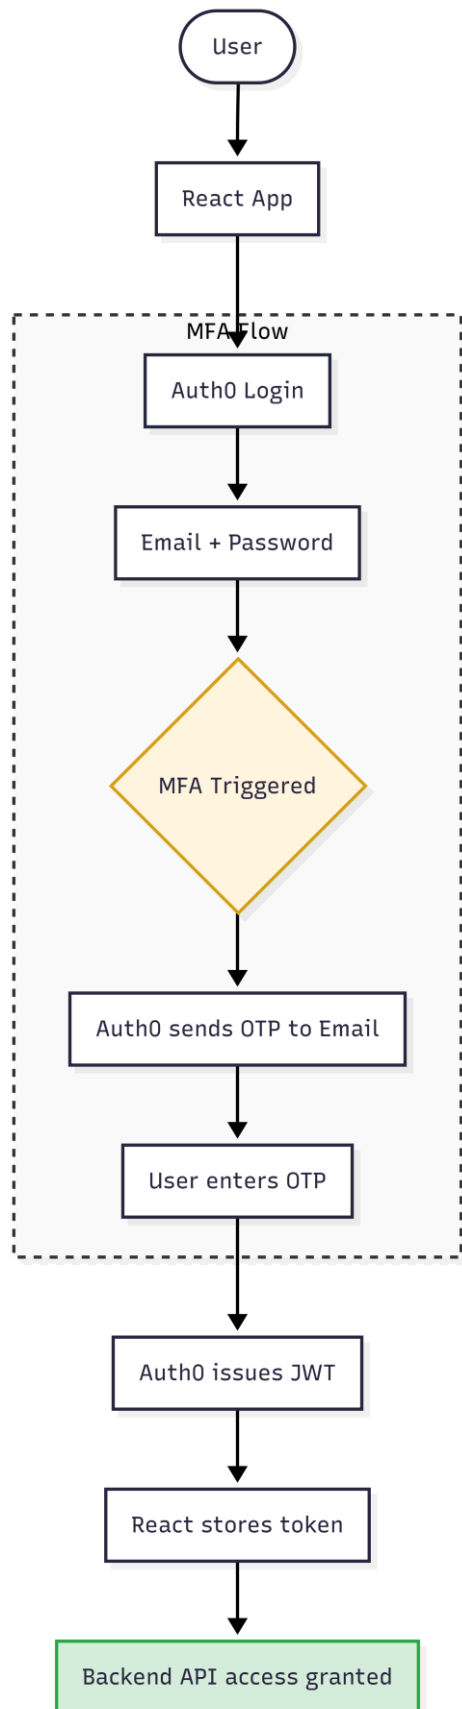 User
React App
MFA Flow
Auth0 Login
Email + Password
MFA Triggered
Auth0 sends OTP to Email
User enters OTP
Auth0 issues JWT
React stores token
Backend API access granted